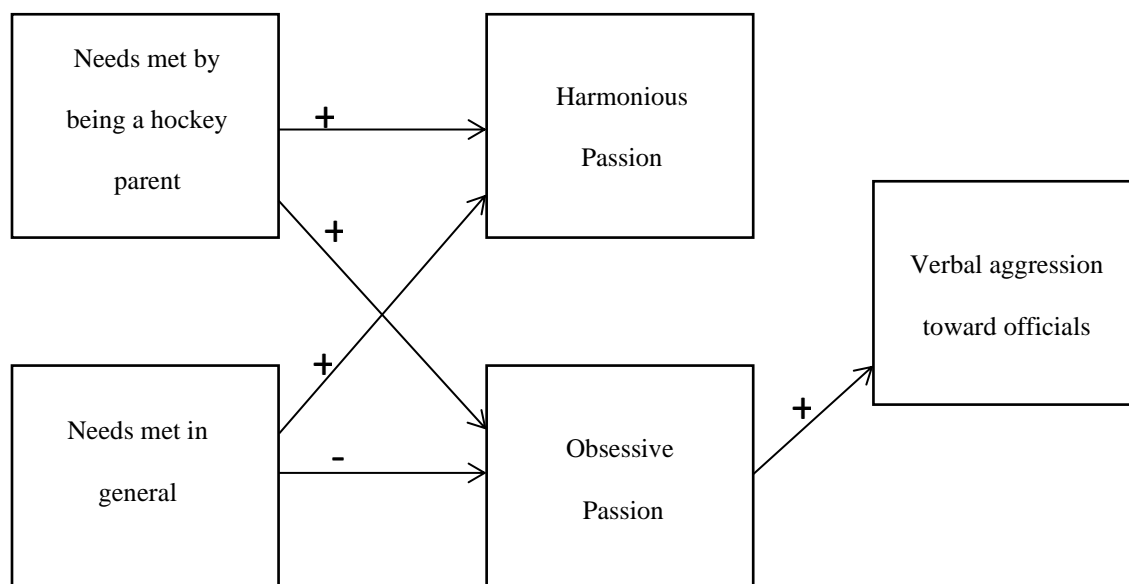 Needs met by
being a hockey
parent
+
Harmonious
Passion
+
+
Needs met in
general
-
Obsessive
Passion
+
Verbal aggression
toward officials